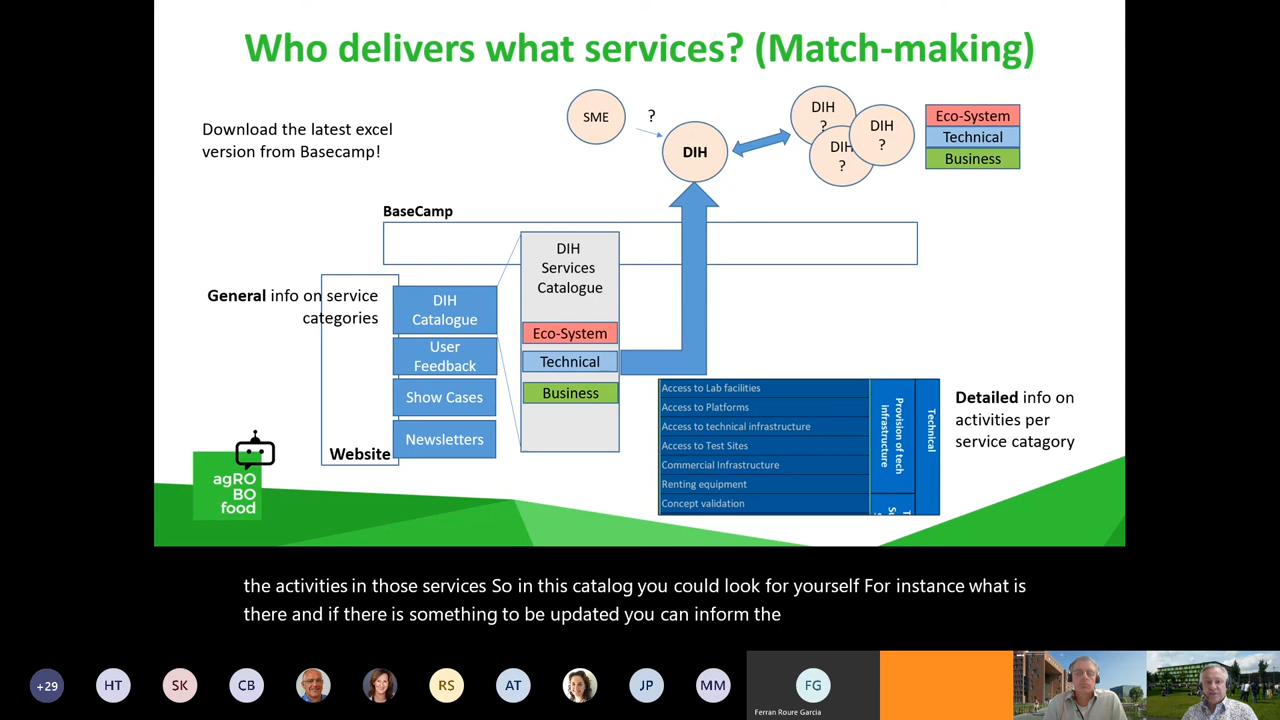 Who delivers what services? (Match-making)
Download the latest excel
version from Basecamp!
SME
?
DIH
DIH
?
DIH
?
DIH
?
Eco-System
Technical
Business
BaseCamp
DIH
Services
Catalogue
Eco-System
Technical
Business
General info on service
categories
DIH
Catalogue
User
Feedback
Show Cases
Newsletters
Website
Access to Lab facilities
Access to Platforms
Access to technical infrastructure
Access to Test Sites
Commercial Infrastructure
Renting equipment
Concept validation
Provision of tech
infrastructure
Technical
Detailed info on
activities per
service catagory
agRO
BO
food
the activities in those services So in this catalog you could look for yourself For instance what is
there and if there is something to be updated you can inform the
+29
HT
SK
CB
RS
AT
JP
MM
FG
Ferran Roure Garcia